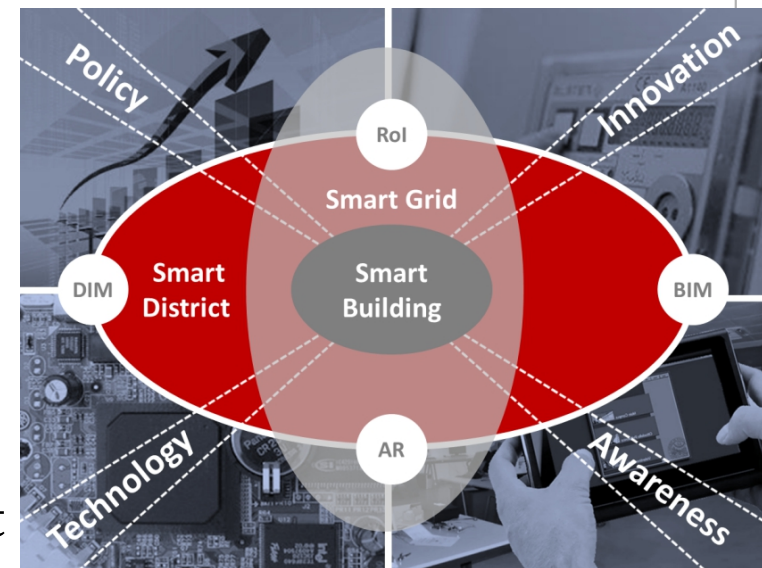 Policy
Innovation
RoI
Smart Grid
DIM
Smart
District
Smart
Building
BIM
AR
Technology
Awareness
t